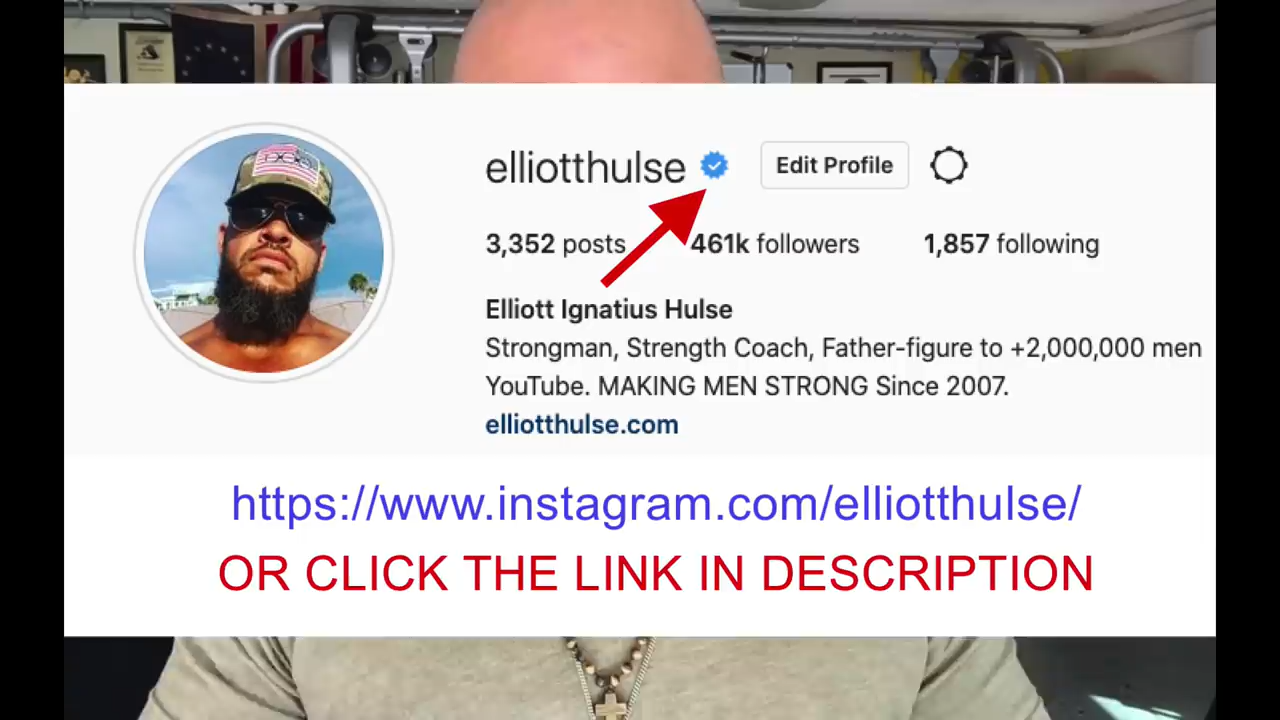 elliotthulse Edit Profile
3,352 posts 461k followers 1,857 following
Elliott Ignatius Hulse
Strongman, Strength Coach, Father-figure to +2,000,000 men
YouTube. MAKING MEN STRONG Since 2007.
elliotthulse.com
https://www.instagram.com/elliotthulse/
OR CLICK THE LINK IN DESCRIPTION